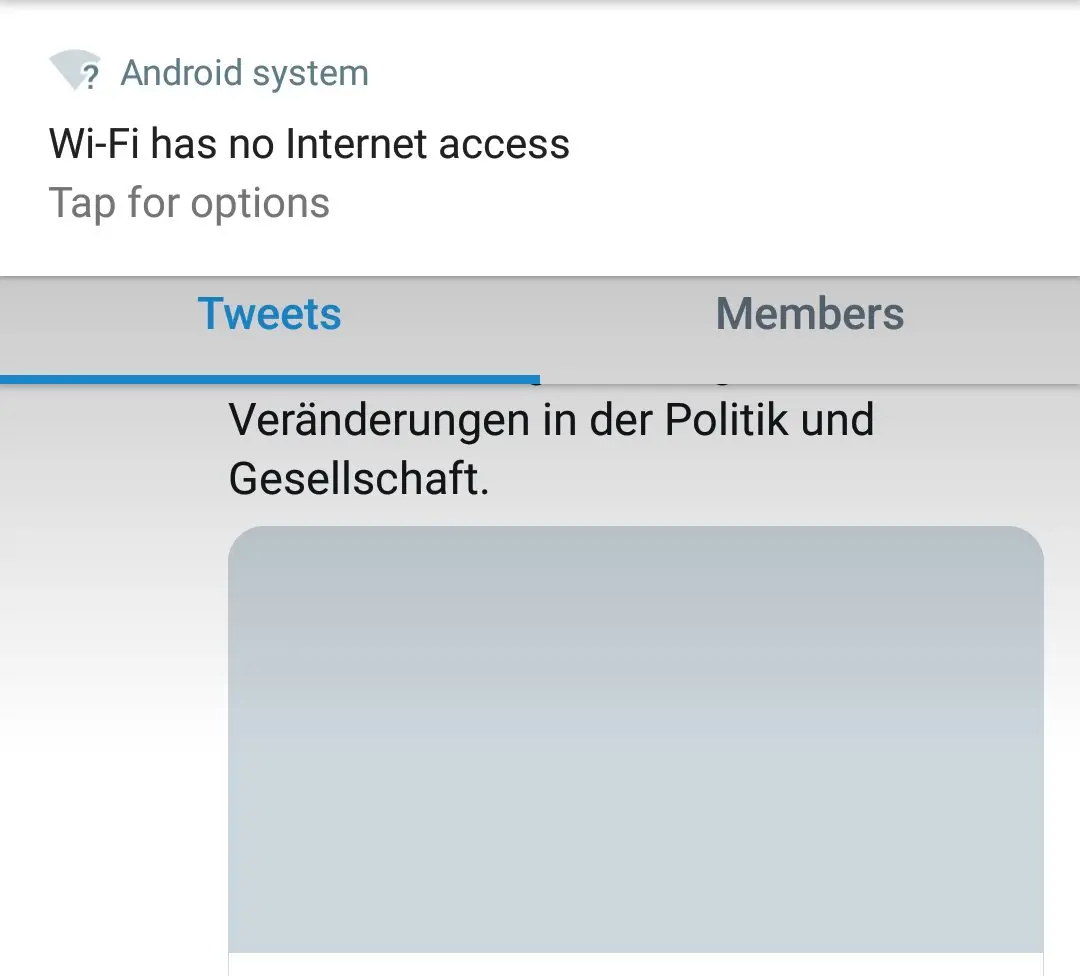 Android system
Wi-Fi has no Internet access
Tap for options
Tweets
Members
Veränderungen in der Politik und
Gesellschaft.